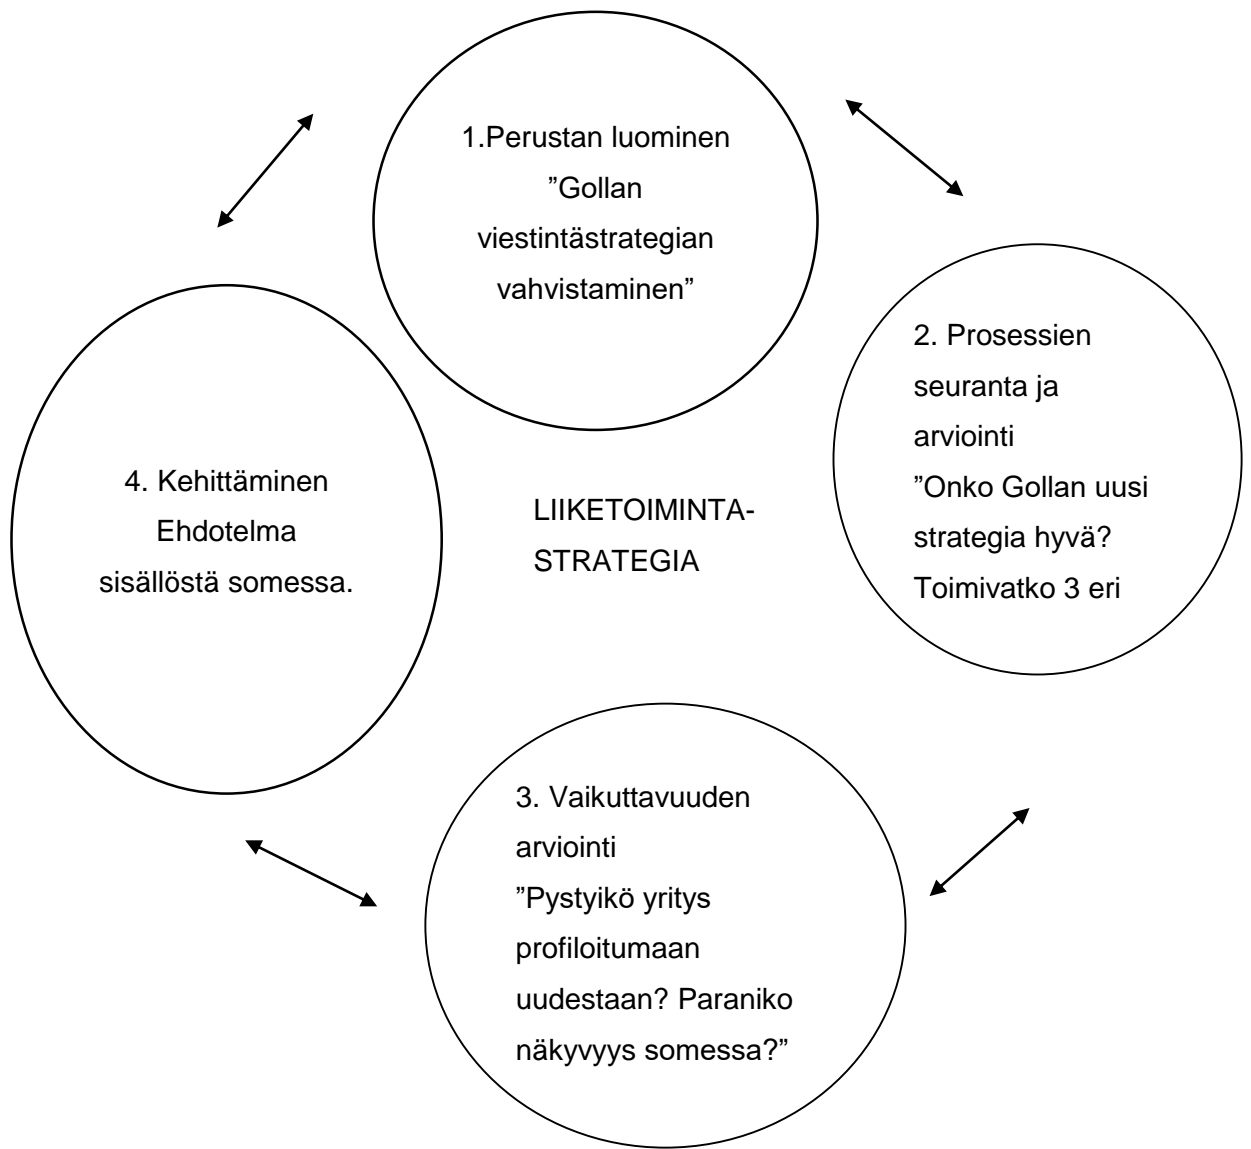 1.Perustan luominen
”Gollan
viestintästrategian
vahvistaminen”
2. Prosessien
seuranta ja
arviointi
”Onko Gollan uusi
strategia hyvä?
Toimivatko 3 eri
4. Kehittäminen
Ehdotelma
sisällöstä somessa.
LIIKETOIMINTA-
STRATEGIA
3. Vaikuttavuuden
arviointi
”Pystyikö yritys
profiloitumaan
uudestaan? Paraniko
näkyvyys somessa?”